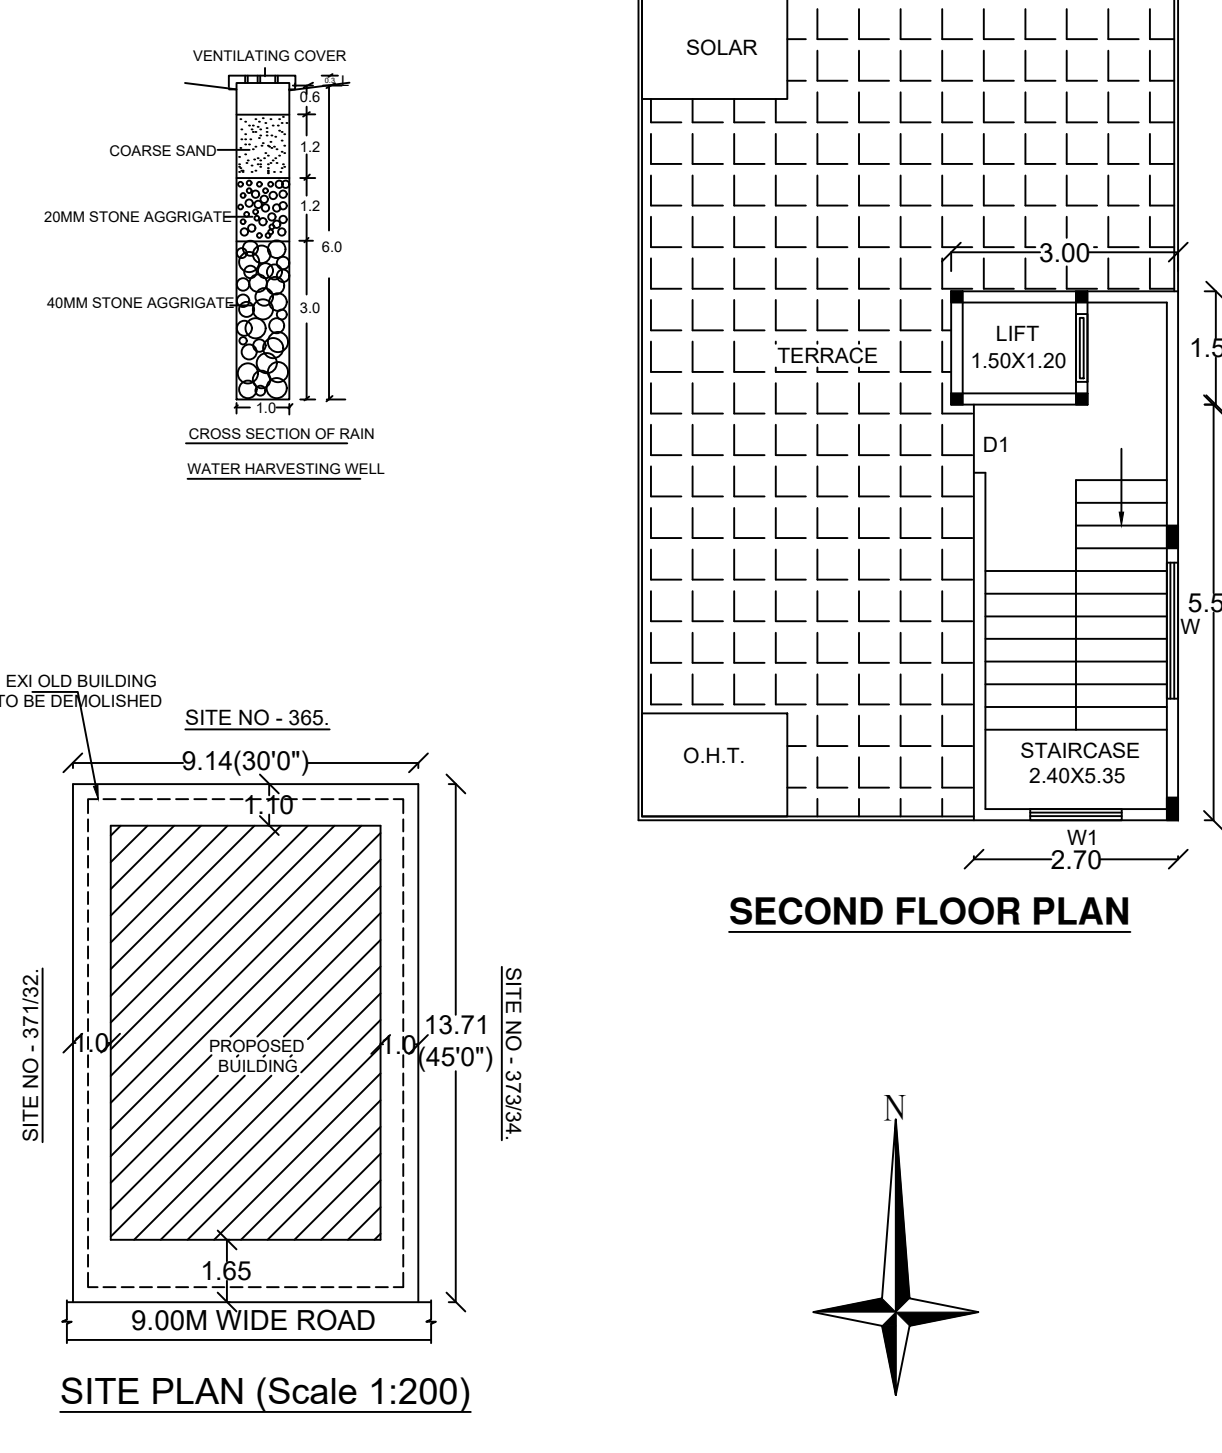 VENTILATING COVER
0.3
0.6
COARSE SAND
1.2
20MM STONE AGGRIGATE
1.2
6.0
40MM STONE AGGRIGATE
3.0
1.0
CROSS SECTION OF RAIN
WATER HARVESTING WELL
SOLAR
3.00
LIFT
1.50X1.20
TERRACE
D1
W
O.H.T.
STAIRCASE
2.40X5.35
W1
2.70
SECOND FLOOR PLAN
EXI OLD BUILDING
TO BE DEMOLISHED
SITE NO - 365.
9.14(30'0")
1.10
SITE NO - 371/32.
1.0
PROPOSED
BUILDING
1.0
13.71
(45'0")
SITE NO - 373/34.
1.65
9.00M WIDE ROAD
SITE PLAN (Scale 1:200)
N